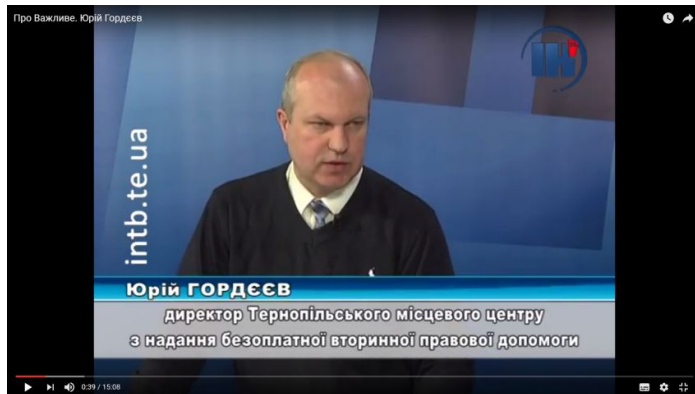 Про Важливе. Юрій Гордєєв
ІН
intb.te.ua
Юрій ГОРДЄЄВ
директор Тернопільського місцевого центру
з надання безоплатної вторинної правової допомоги
0:39 / 15:08